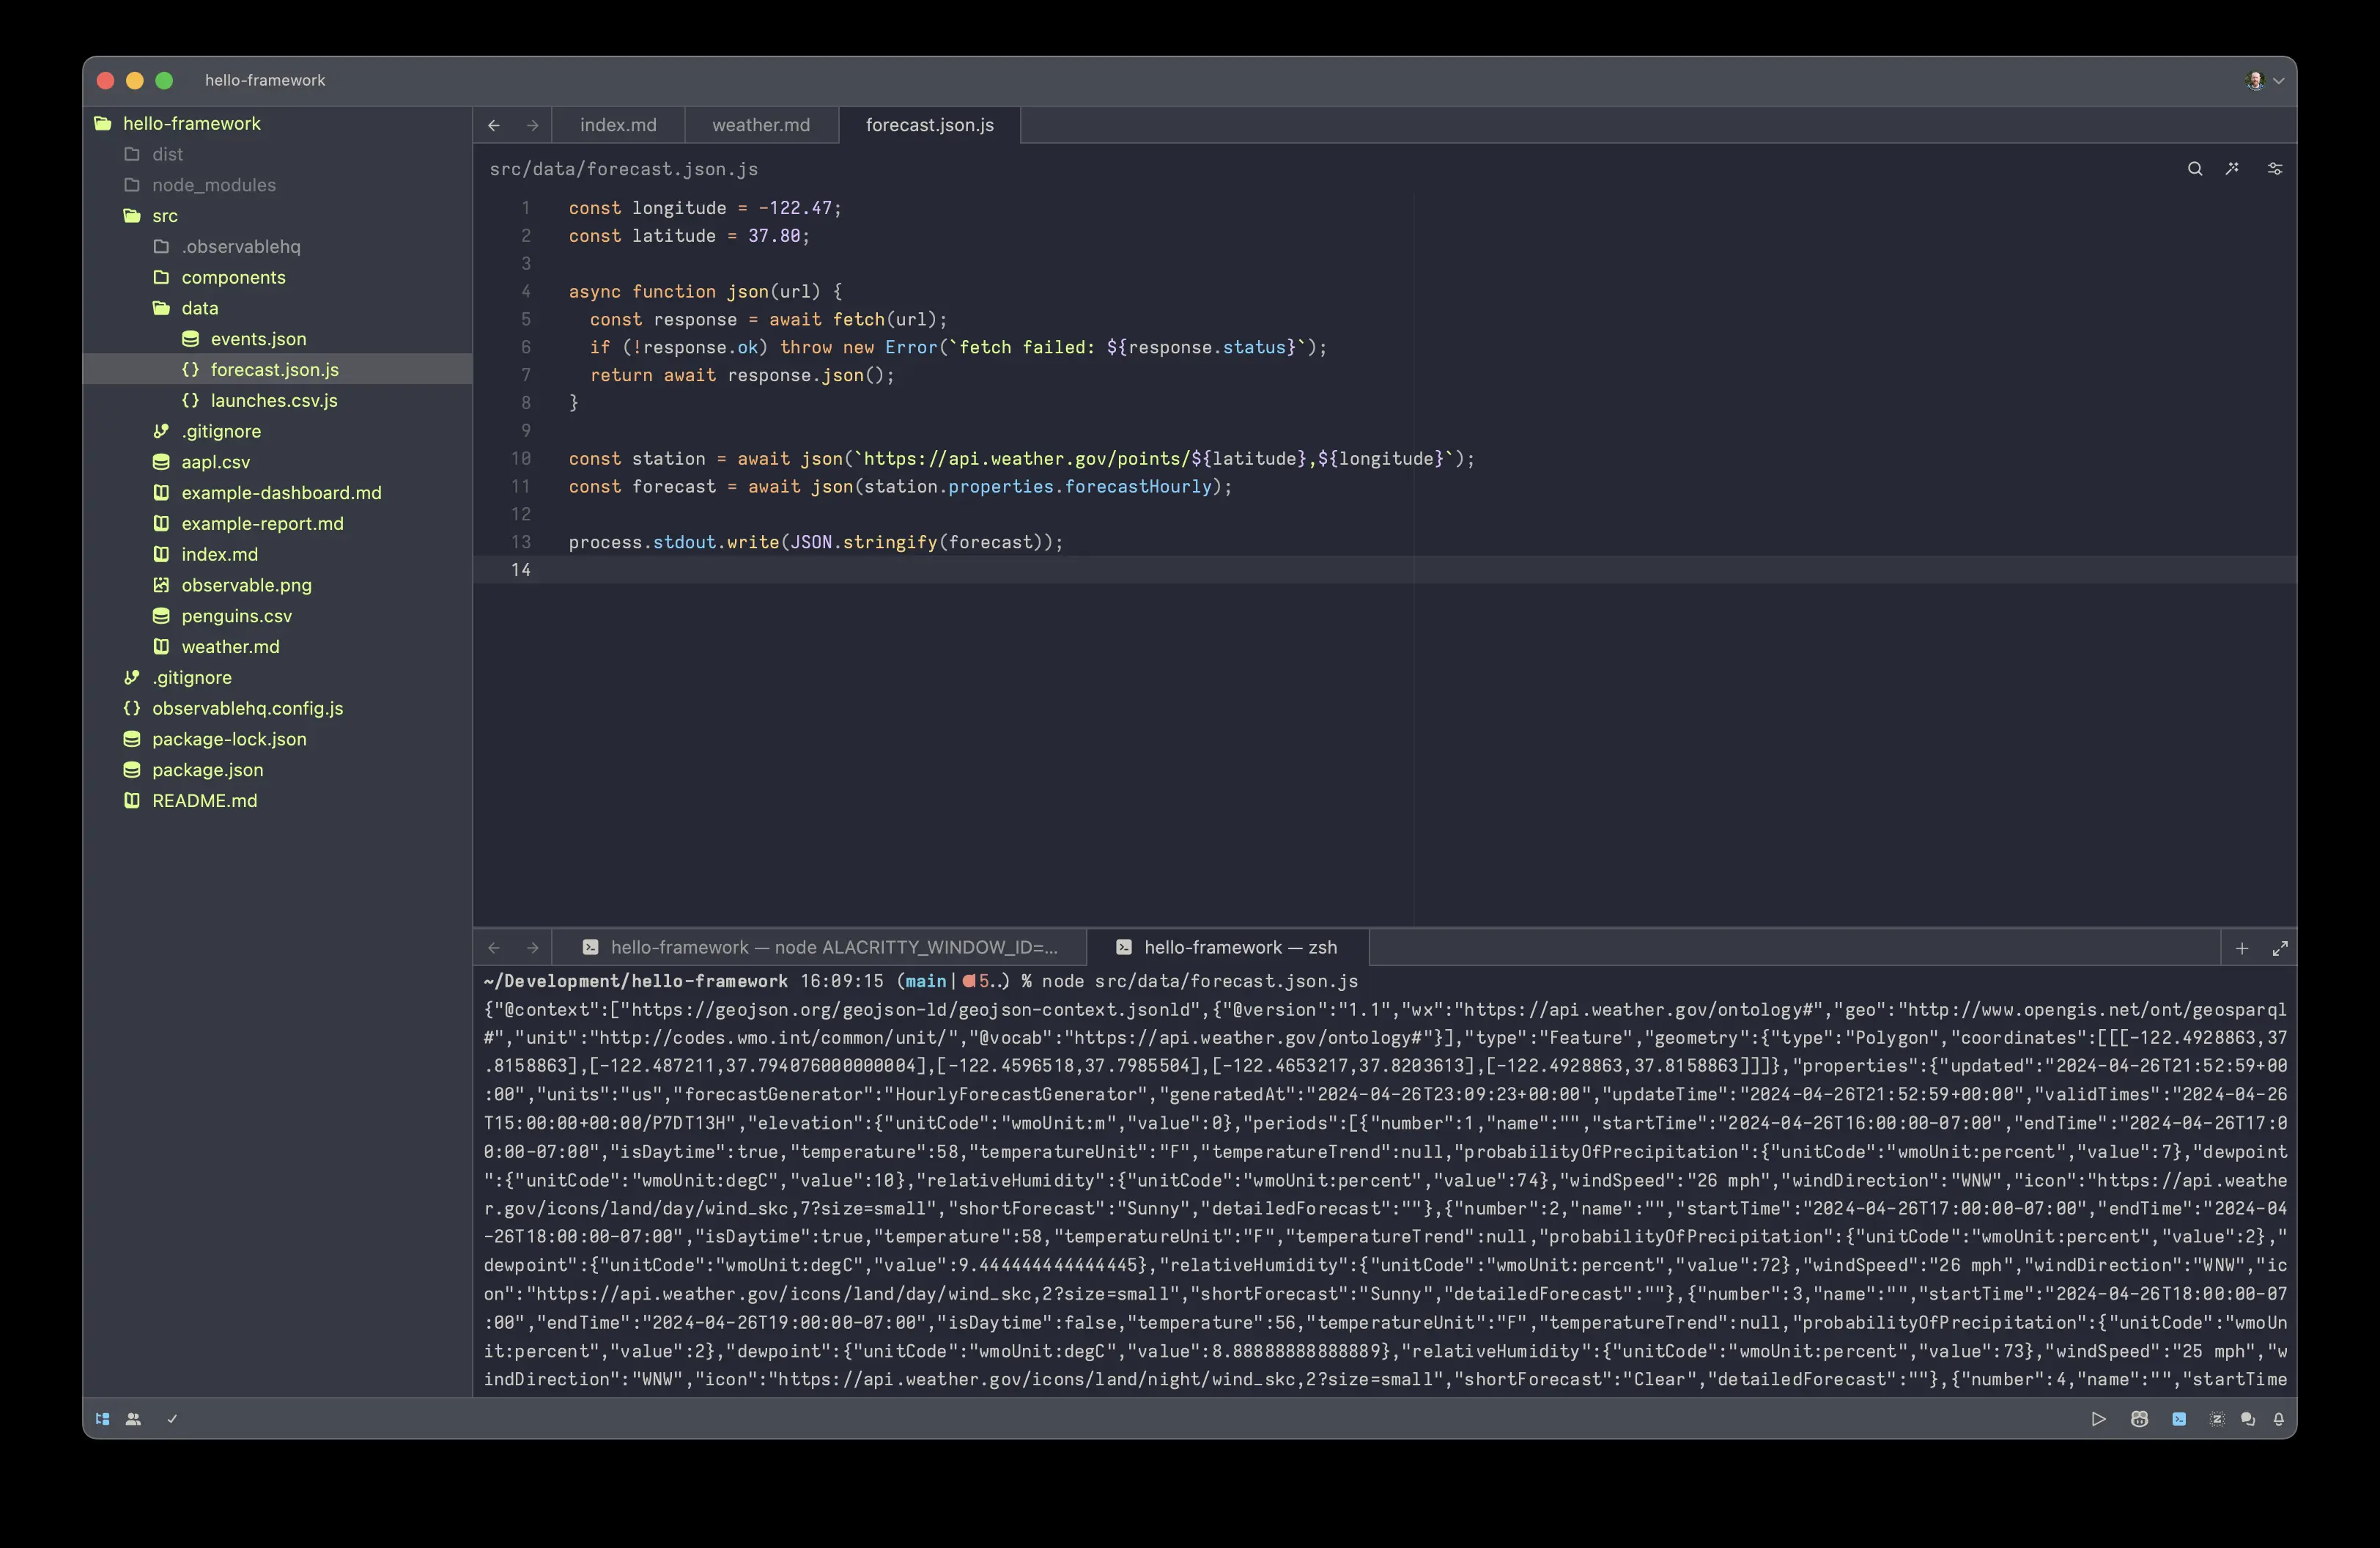 hello-framework
hello-framework
dist
node_modules
src
.observablehq
components
data
events.json
forecast.json.js
launches.csv.js
.gitignore
aapl.csv
example-dashboard.md
example-report.md
index.md
observable.png
penguins.csv
weather.md
.gitignore
observablehq.config.js
package-lock.json
package.json
README.md
index.md weather.md forecast.json.js
src/data/forecast.json.js
1 const longitude = -122.47;
2 const latitude = 37.80;
3
4 async function json(url) {
5 const response = await fetch(url);
6 if (!response.ok) throw new Error(`fetch failed: ${response.status}`);
7 return await response.json();
8 }
9
10 const station = await json(`https://api.weather.gov/points/${latitude},${longitude}`);
11 const forecast = await json(station.properties.forecastHourly);
12
13 process.stdout.write(JSON.stringify(forecast));
14
hello-framework — node ALACRITTY_WINDOW_ID=... hello-framework — zsh
~/Development/hello-framework 16:09:15 (main|5..) % node src/data/forecast.json.js
{"@context":["https://geojson.org/geojson-ld/geojson-context.jsonld",{"@version":"1.1","wx":"https://api.weather.gov/ontology#","geo":"http://www.opengis.net/ont/geosparql
#","unit":"http://codes.wmo.int/common/unit/","@vocab":"https://api.weather.gov/ontology#"}],"type":"Feature","geometry":{"type":"Polygon","coordinates":[[[-122.4928863,37
.8158863],[-122.487211,37.794076000000004],[-122.4596518,37.7985504],[-122.4653217,37.8203613],[-122.4928863,37.8158863]]]},"properties":{"updated":"2024-04-26T21:52:59+00
:00","units":"us","forecastGenerator":"HourlyForecastGenerator","generatedAt":"2024-04-26T23:09:23+00:00","updateTime":"2024-04-26T21:52:59+00:00","validTimes":"2024-04-26
T15:00:00+00:00/P7DT13H","elevation":{"unitCode":"wmoUnit:m","value":0},"periods":[{"number":1,"name":"","startTime":"2024-04-26T16:00:00-07:00","endTime":"2024-04-26T17:0
0:00-07:00","isDaytime":true,"temperature":58,"temperatureUnit":"F","temperatureTrend":null,"probabilityOfPrecipitation":{"unitCode":"wmoUnit:percent","value":7},"dewpoint
":{"unitCode":"wmoUnit:degC","value":10},"relativeHumidity":{"unitCode":"wmoUnit:percent","value":74},"windSpeed":"26 mph","windDirection":"WNW","icon":"https://api.weathe
r.gov/icons/land/day/wind_skc,7?size=small","shortForecast":"Sunny","detailedForecast":""},{"number":2,"name":"","startTime":"2024-04-26T17:00:00-07:00","endTime":"2024-04
-26T18:00:00-07:00","isDaytime":true,"temperature":58,"temperatureUnit":"F","temperatureTrend":null,"probabilityOfPrecipitation":{"unitCode":"wmoUnit:percent","value":2},"
dewpoint":{"unitCode":"wmoUnit:degC","value":9.444444444444445},"relativeHumidity":{"unitCode":"wmoUnit:percent","value":72},"windSpeed":"26 mph","windDirection":"WNW","ic
on":"https://api.weather.gov/icons/land/day/wind_skc,2?size=small","shortForecast":"Sunny","detailedForecast":""},{"number":3,"name":"","startTime":"2024-04-26T18:00:00-07
:00","endTime":"2024-04-26T19:00:00-07:00","isDaytime":false,"temperature":56,"temperatureUnit":"F","temperatureTrend":null,"probabilityOfPrecipitation":{"unitCode":"wmoUn
it:percent","value":2},"dewpoint":{"unitCode":"wmoUnit:degC","value":8.88888888888889},"relativeHumidity":{"unitCode":"wmoUnit:percent","value":73},"windSpeed":"25 mph","w
indDirection":"WNW","icon":"https://api.weather.gov/icons/land/night/wind_skc,2?size=small","shortForecast":"Clear","detailedForecast":""},{"number":4,"name":"","startTime